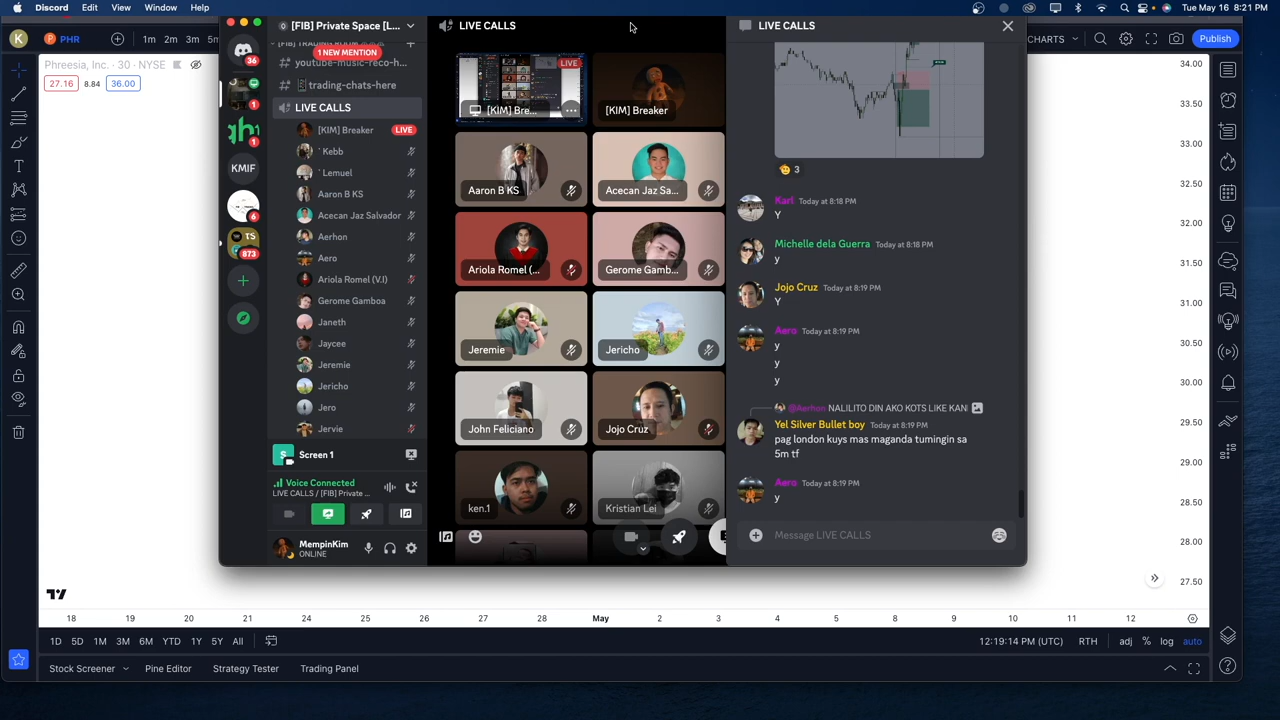 Discord Edit View Window Help
Tue May 16 8:21 PM
K
PHR
1m 2m 3m 5m
CHARTS
Publish
Phreesia, Inc. · 30 · NYSE
27.16 8.84 36.00
[FIB] Private Space [L...
1 NEW MENTION
# youtube-music-reco-h...
# trading-chats-here
LIVE CALLS
[KIM] Breaker LIVE
` Kebb
` Lemuel
Aaron B KS
Acecan Jaz Salvador
Aerhon
Aero
Ariola Romel (V.I)
Gerome Gamboa
Janeth
Jaycee
Jeremie
Jericho
Jero
Jervie
Screen 1
Voice Connected
LIVE CALLS / [FIB] Private ...
MempinKim
ONLINE
36
1
1
KMIF
6
TS
873
LIVE CALLS
LIVE
[KIM] Bre...
[KIM] Breaker
Aaron B KS
Acecan Jaz Sa...
Ariola Romel (...
Gerome Gamb...
Jeremie
Jericho
John Feliciano
Jojo Cruz
ken.1
Kristian Lei
LIVE CALLS
3
Karl Today at 8:18 PM
Y
Michelle dela Guerra Today at 8:18 PM
y
Jojo Cruz Today at 8:19 PM
Y
Aero Today at 8:19 PM
y
y
y
@Aerhon NALILITO DIN AKO KOTS LIKE KAN
Yel Silver Bullet boy Today at 8:19 PM
pag london kuys mas maganda tumingin sa
5m tf
Aero Today at 8:19 PM
y
Message LIVE CALLS
34.00
33.50
33.00
32.50
32.00
31.50
31.00
30.50
30.00
29.50
29.00
28.50
28.00
27.50
18 19 20 21 24 25 26 27 28 May 2 3 4 5 8 9 10 11 12
1D 5D 1M 3M 6M YTD 1Y 5Y All
12:19:14 PM (UTC) RTH adj % log auto
Stock Screener Pine Editor Strategy Tester Trading Panel